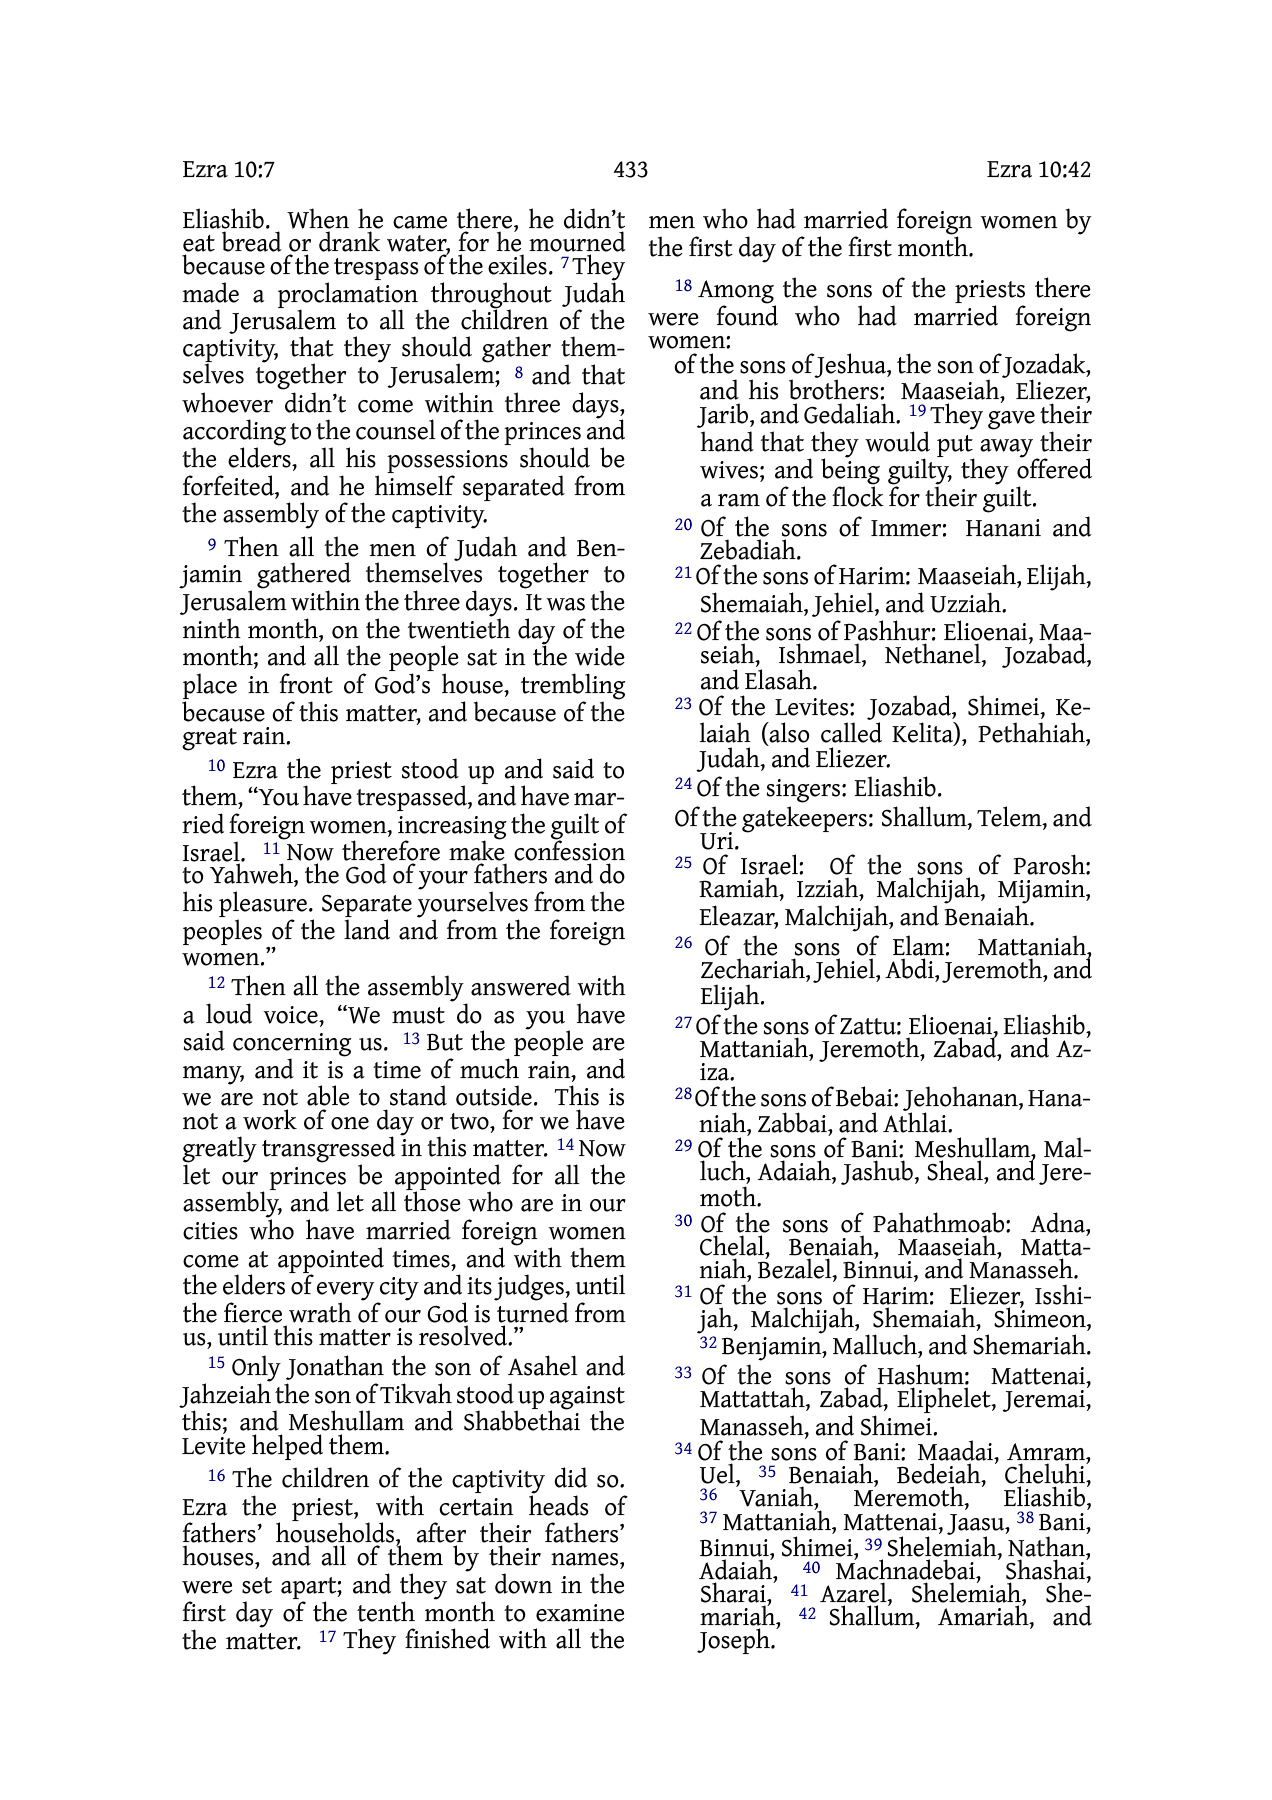 Ezra 10:7 433 Ezra 10:42
Eliashib. When he came there, he didn’t
eat bread or drank water, for he mourned
because of the trespass of the exiles. 7 They
made a proclamation throughout Judah
and Jerusalem to all the children of the
captivity, that they should gather them-
selves together to Jerusalem; 8 and that
whoever didn’t come within three days,
according to the counsel of the princes and
the elders, all his possessions should be
forfeited, and he himself separated from
the assembly of the captivity.
9 Then all the men of Judah and Ben-
jamin gathered themselves together to
Jerusalem within the three days. It was the
ninth month, on the twentieth day of the
month; and all the people sat in the wide
place in front of God’s house, trembling
because of this matter, and because of the
great rain.
10 Ezra the priest stood up and said to
them, “You have trespassed, and have mar-
ried foreign women, increasing the guilt of
Israel. 11 Now therefore make confession
to Yahweh, the God of your fathers and do
his pleasure. Separate yourselves from the
peoples of the land and from the foreign
women.”
12 Then all the assembly answered with
a loud voice, “We must do as you have
said concerning us. 13 But the people are
many, and it is a time of much rain, and
we are not able to stand outside. This is
not a work of one day or two, for we have
greatly transgressed in this matter. 14 Now
let our princes be appointed for all the
assembly, and let all those who are in our
cities who have married foreign women
come at appointed times, and with them
the elders of every city and its judges, until
the fierce wrath of our God is turned from
us, until this matter is resolved.”
15 Only Jonathan the son of Asahel and
Jahzeiah the son of Tikvah stood up against
this; and Meshullam and Shabbethai the
Levite helped them.
16 The children of the captivity did so.
Ezra the priest, with certain heads of
fathers’ households, after their fathers’
houses, and all of them by their names,
were set apart; and they sat down in the
first day of the tenth month to examine
the matter. 17 They finished with all the
men who had married foreign women by
the first day of the first month.
18 Among the sons of the priests there
were found who had married foreign
women:
of the sons of Jeshua, the son of Jozadak,
and his brothers: Maaseiah, Eliezer,
Jarib, and Gedaliah. 19 They gave their
hand that they would put away their
wives; and being guilty, they offered
a ram of the flock for their guilt.
20 Of the sons of Immer: Hanani and
Zebadiah.
21 Of the sons of Harim: Maaseiah, Elijah,
Shemaiah, Jehiel, and Uzziah.
22 Of the sons of Pashhur: Elioenai, Maa-
seiah, Ishmael, Nethanel, Jozabad,
and Elasah.
23 Of the Levites: Jozabad, Shimei, Ke-
laiah (also called Kelita), Pethahiah,
Judah, and Eliezer.
24 Of the singers: Eliashib.
Of the gatekeepers: Shallum, Telem, and
Uri.
25 Of Israel: Of the sons of Parosh:
Ramiah, Izziah, Malchijah, Mijamin,
Eleazar, Malchijah, and Benaiah.
26 Of the sons of Elam: Mattaniah,
Zechariah, Jehiel, Abdi, Jeremoth, and
Elijah.
27 Of the sons of Zattu: Elioenai, Eliashib,
Mattaniah, Jeremoth, Zabad, and Az-
iza.
28 Of the sons of Bebai: Jehohanan, Hana-
niah, Zabbai, and Athlai.
29 Of the sons of Bani: Meshullam, Mal-
luch, Adaiah, Jashub, Sheal, and Jere-
moth.
30 Of the sons of Pahathmoab: Adna,
Chelal, Benaiah, Maaseiah, Matta-
niah, Bezalel, Binnui, and Manasseh.
31 Of the sons of Harim: Eliezer, Isshi-
jah, Malchijah, Shemaiah, Shimeon,
32 Benjamin, Malluch, and Shemariah.
33 Of the sons of Hashum: Mattenai,
Mattattah, Zabad, Eliphelet, Jeremai,
Manasseh, and Shimei.
34 Of the sons of Bani: Maadai, Amram,
Uel, 35 Benaiah, Bedeiah, Cheluhi,
36 Vaniah, Meremoth, Eliashib,
37 Mattaniah, Mattenai, Jaasu, 38 Bani,
Binnui, Shimei, 39 Shelemiah, Nathan,
Adaiah, 40 Machnadebai, Shashai,
Sharai, 41 Azarel, Shelemiah, She-
mariah, 42 Shallum, Amariah, and
Joseph.